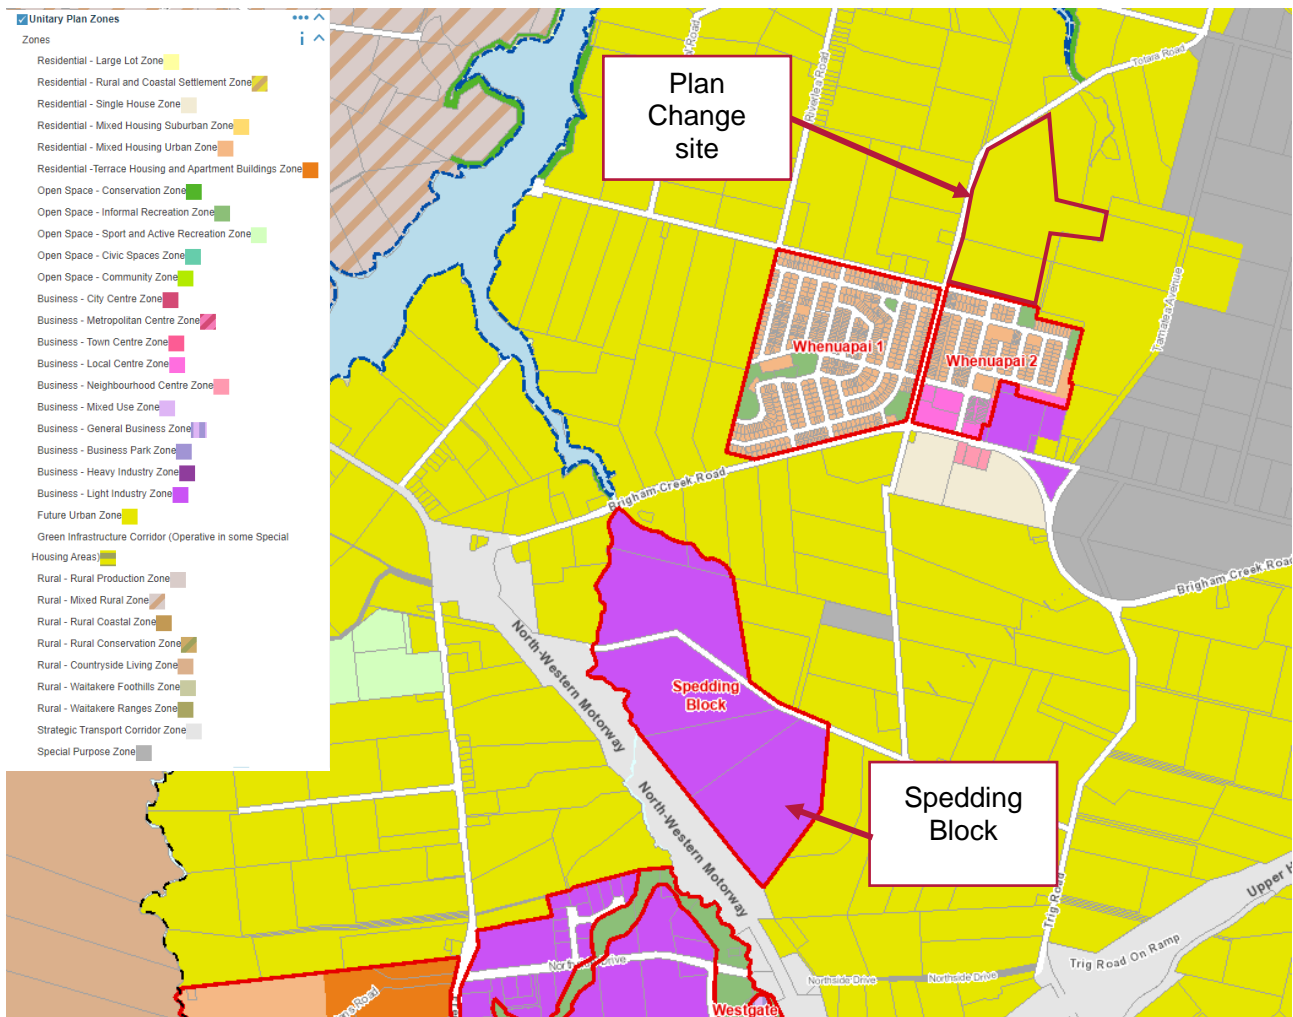 Unitary Plan Zones
Zones
Residential - Large Lot Zone
Residential - Rural and Coastal Settlement Zone
Residential - Single House Zone
Residential - Mixed Housing Suburban Zone
Residential - Mixed Housing Urban Zone
Residential -Terrace Housing and Apartment Buildings Zone
Open Space - Conservation Zone
Open Space - Informal Recreation Zone
Open Space - Sport and Active Recreation Zone
Open Space - Civic Spaces Zone
Open Space - Community Zone
Business - City Centre Zone
Business - Metropolitan Centre Zone
Business - Town Centre Zone
Business - Local Centre Zone
Business - Neighbourhood Centre Zone
Business - Mixed Use Zone
Business - General Business Zone
Business - Business Park Zone
Business - Heavy Industry Zone
Business - Light Industry Zone
Future Urban Zone
Green Infrastructure Corridor (Operative in some Special
Housing Areas)
Rural - Rural Production Zone
Rural - Mixed Rural Zone
Rural - Rural Coastal Zone
Rural - Rural Conservation Zone
Rural - Countryside Living Zone
Rural - Waitakere Foothills Zone
Rural - Waitakere Ranges Zone
Strategic Transport Corridor Zone
Special Purpose Zone
Plan
Change
site
Road
Riverlea Road
Totara Road
Tamatea Avenue
Whenuapai 1
Whenuapai 2
Brigham Creek Road
Brigham Creek Road
North-Western Motorway
Spedding
Block
North-Western Motorway
Spedding
Block
Trig Road
Upper
Trig Road On Ramp
Northside Drive
Northside Drive
Drive
Road
Westgate